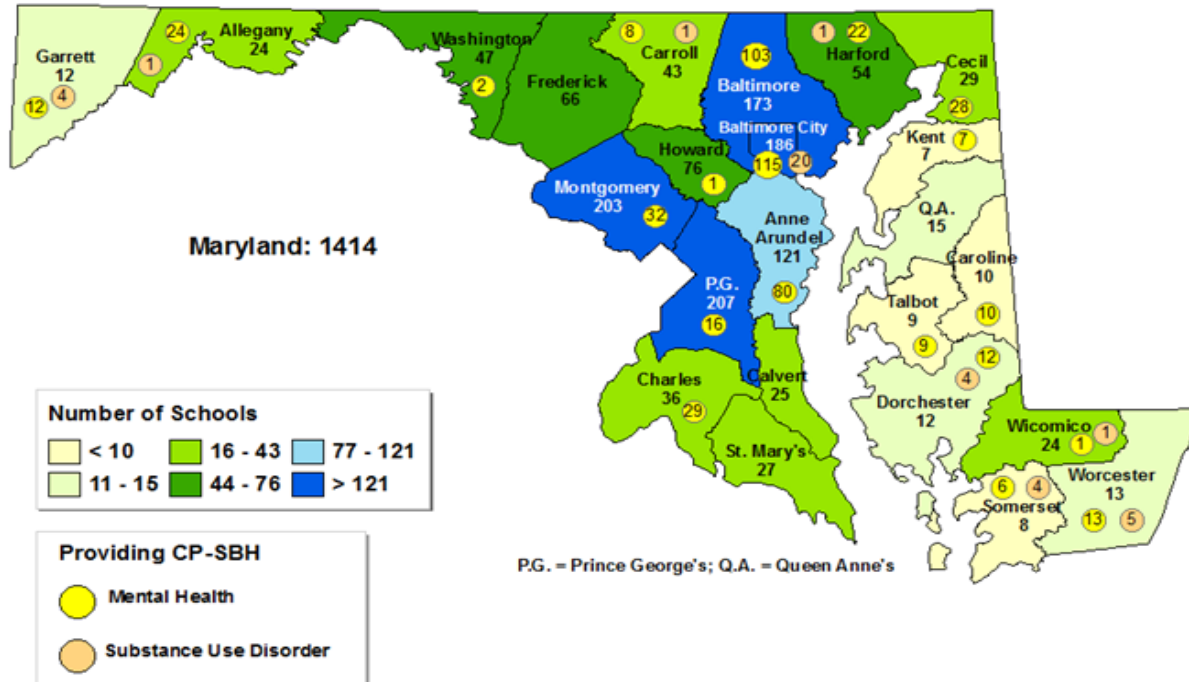 Garrett
12
12
4
24
1
Allegany
24
Washington
47
2
Frederick
66
8
1
Carroll
43
103
Baltimore
173
1
22
Harford
54
Cecil
29
28
Baltimore City
186
115
20
Howard
76
1
Kent
7
7
Montgomery
203
32
Anne
Arundel
121
80
Q.A.
15
Caroline
10
10
Maryland: 1414
P.G.
207
16
Talbot
9
9
12
4
Dorchester
12
Charles
36
29
Calvert
25
St. Mary's
27
Wicomico
24
1
1
6
4
Somerset
8
Worcester
13
13
5
Number of Schools
< 10
16 - 43
77 - 121
11 - 15
44 - 76
> 121
Providing CP-SBH
Mental Health
Substance Use Disorder
P.G. = Prince George's; Q.A. = Queen Anne's